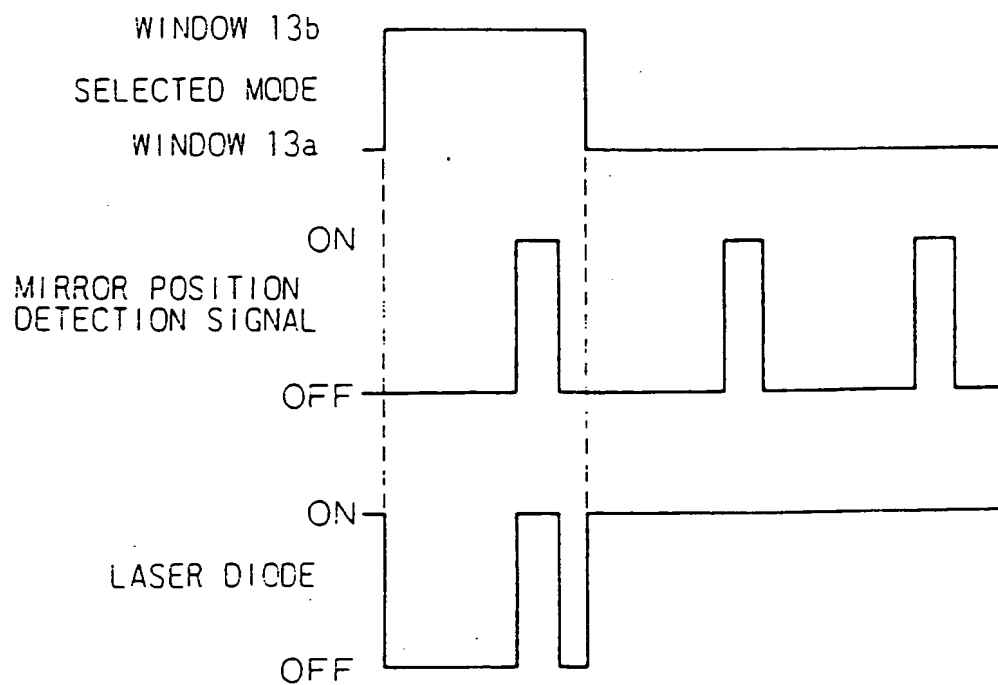 WINDOW 13b
SELECTED MODE
WINDOW 13a
ON
MIRROR POSITION
DETECTION SIGNAL
OFF
ON
LASER DIODE
OFF